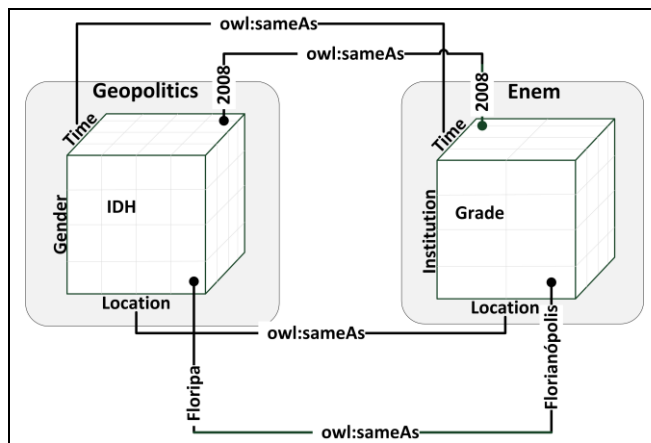 owl:sameAs
owl:sameAs
Geopolitics
2008
Time
Gender
IDH
Location
Enem
2008
Time
Institution
Grade
Location
owl:sameAs
Floripa
Florianópolis
owl:sameAs